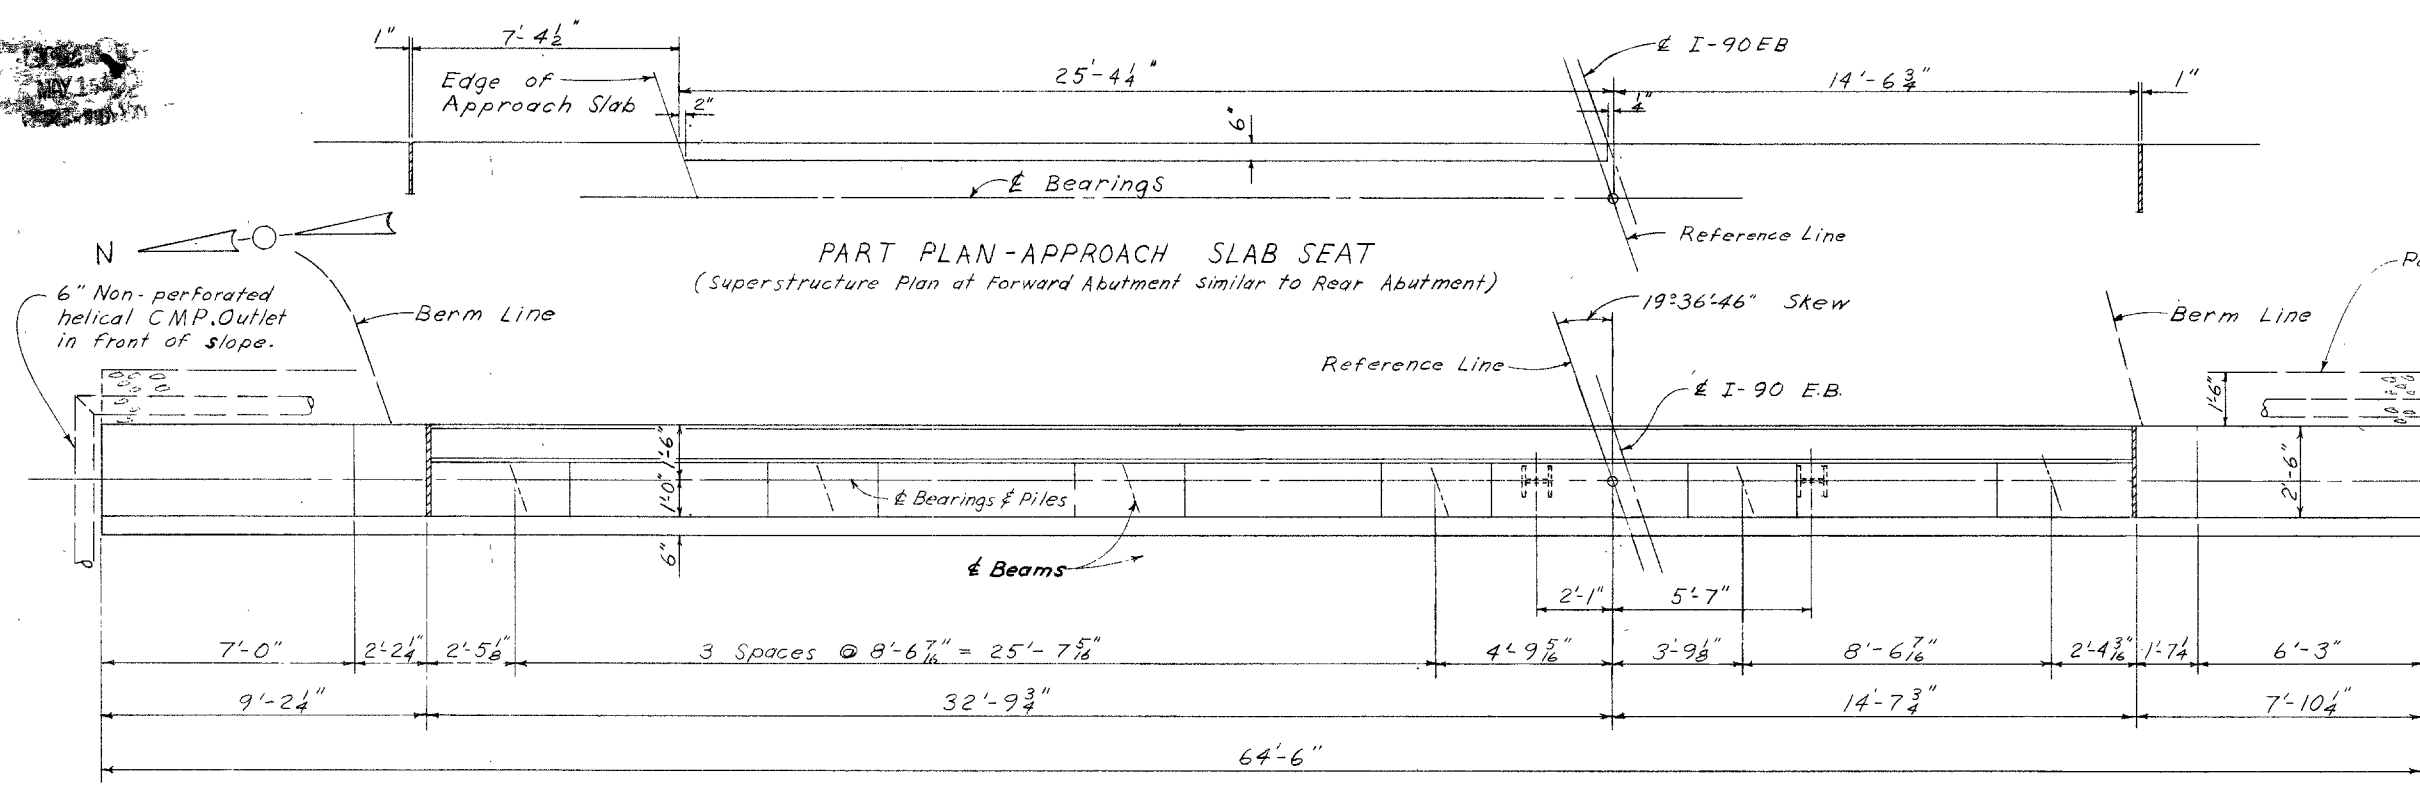 1" 7'-4½" ℄ I-90EB
25'-4¼" 14'-6¾" 1"
Edge of
Approach Slab 2" 6" ¼"
MAY 15
℄ Bearings
Reference Line
PART PLAN-APPROACH SLAB SEAT
(Superstructure Plan at Forward Abutment Similar to Rear Abutment)
N
6" Non-perforated
helical CMP. Outlet
in front of slope.
Berm Line
19°36'46" Skew
Berm Line
Reference Line
℄ I-90 E.B.
1'-6"
1'-6"
1'-0"
℄ Bearings & Piles
2'-6"
6"
℄ Beams
2'-1" 5'-7"
7'-0" 2'-2¼" 2'-5⅛" 3 Spaces @ 8'-6 7/16" = 25'-7 5/16" 4'-9 5/16" 3'-9⅛" 8'-6 7/16" 2'-4 3/16" 1'-7¼" 6'-3"
9'-2¼" 32'-9¾" 14'-7¾" 7'-10¼"
64'-6"